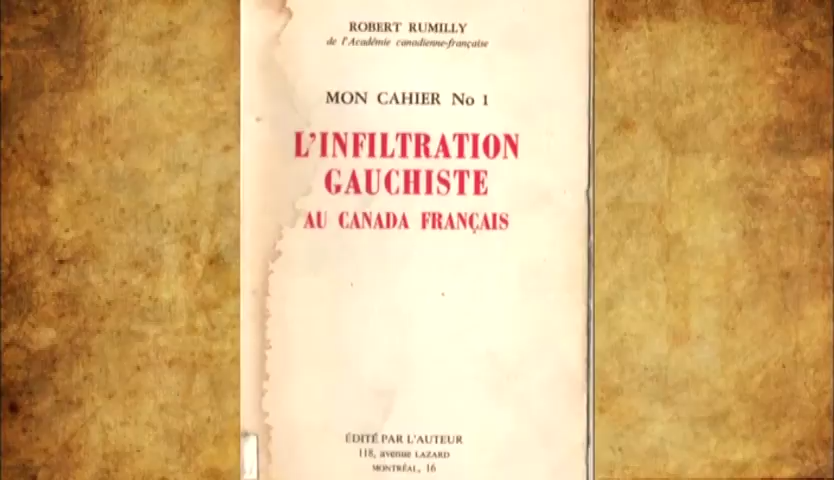 ROBERT RUMILLY
de l'Académie canadienne-française
MON CAHIER No 1
L'INFILTRATION
GAUCHISTE
AU CANADA FRANÇAIS
ÉDITÉ PAR L'AUTEUR
118, avenue LAZARD
MONTRÉAL, 16